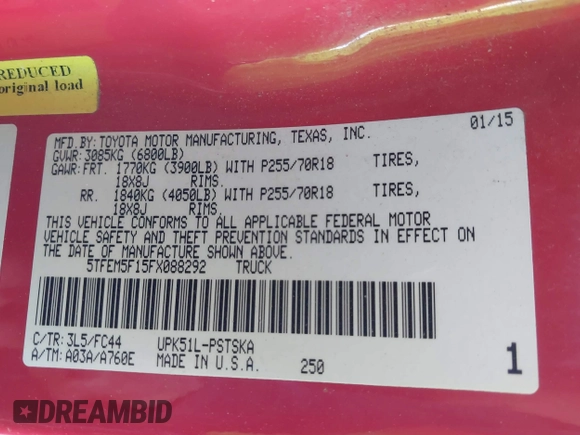 REDUCED
original load
MFD.BY:TOYOTA MOTOR MANUFACTURING, TEXAS, INC. 01/15
GVWR:3085KG (6800LB)
GAWR:FRT. 1770KG (3900LB) WITH P255/70R18 TIRES,
18X8J RIMS.
RR. 1840KG (4050LB) WITH P255/70R18 TIRES,
18X8J RIMS.
THIS VEHICLE CONFORMS TO ALL APPLICABLE FEDERAL MOTOR
VEHICLE SAFETY AND THEFT PREVENTION STANDARDS IN EFFECT ON
THE DATE OF MANUFACTURE SHOWN ABOVE.
5TFEM5F15FX088292 TRUCK
C/TR:3L5/FC44 UPK51L-PSTSKA
A/TM:A03A/A760E MADE IN U.S.A. 250 1
DREAMBID